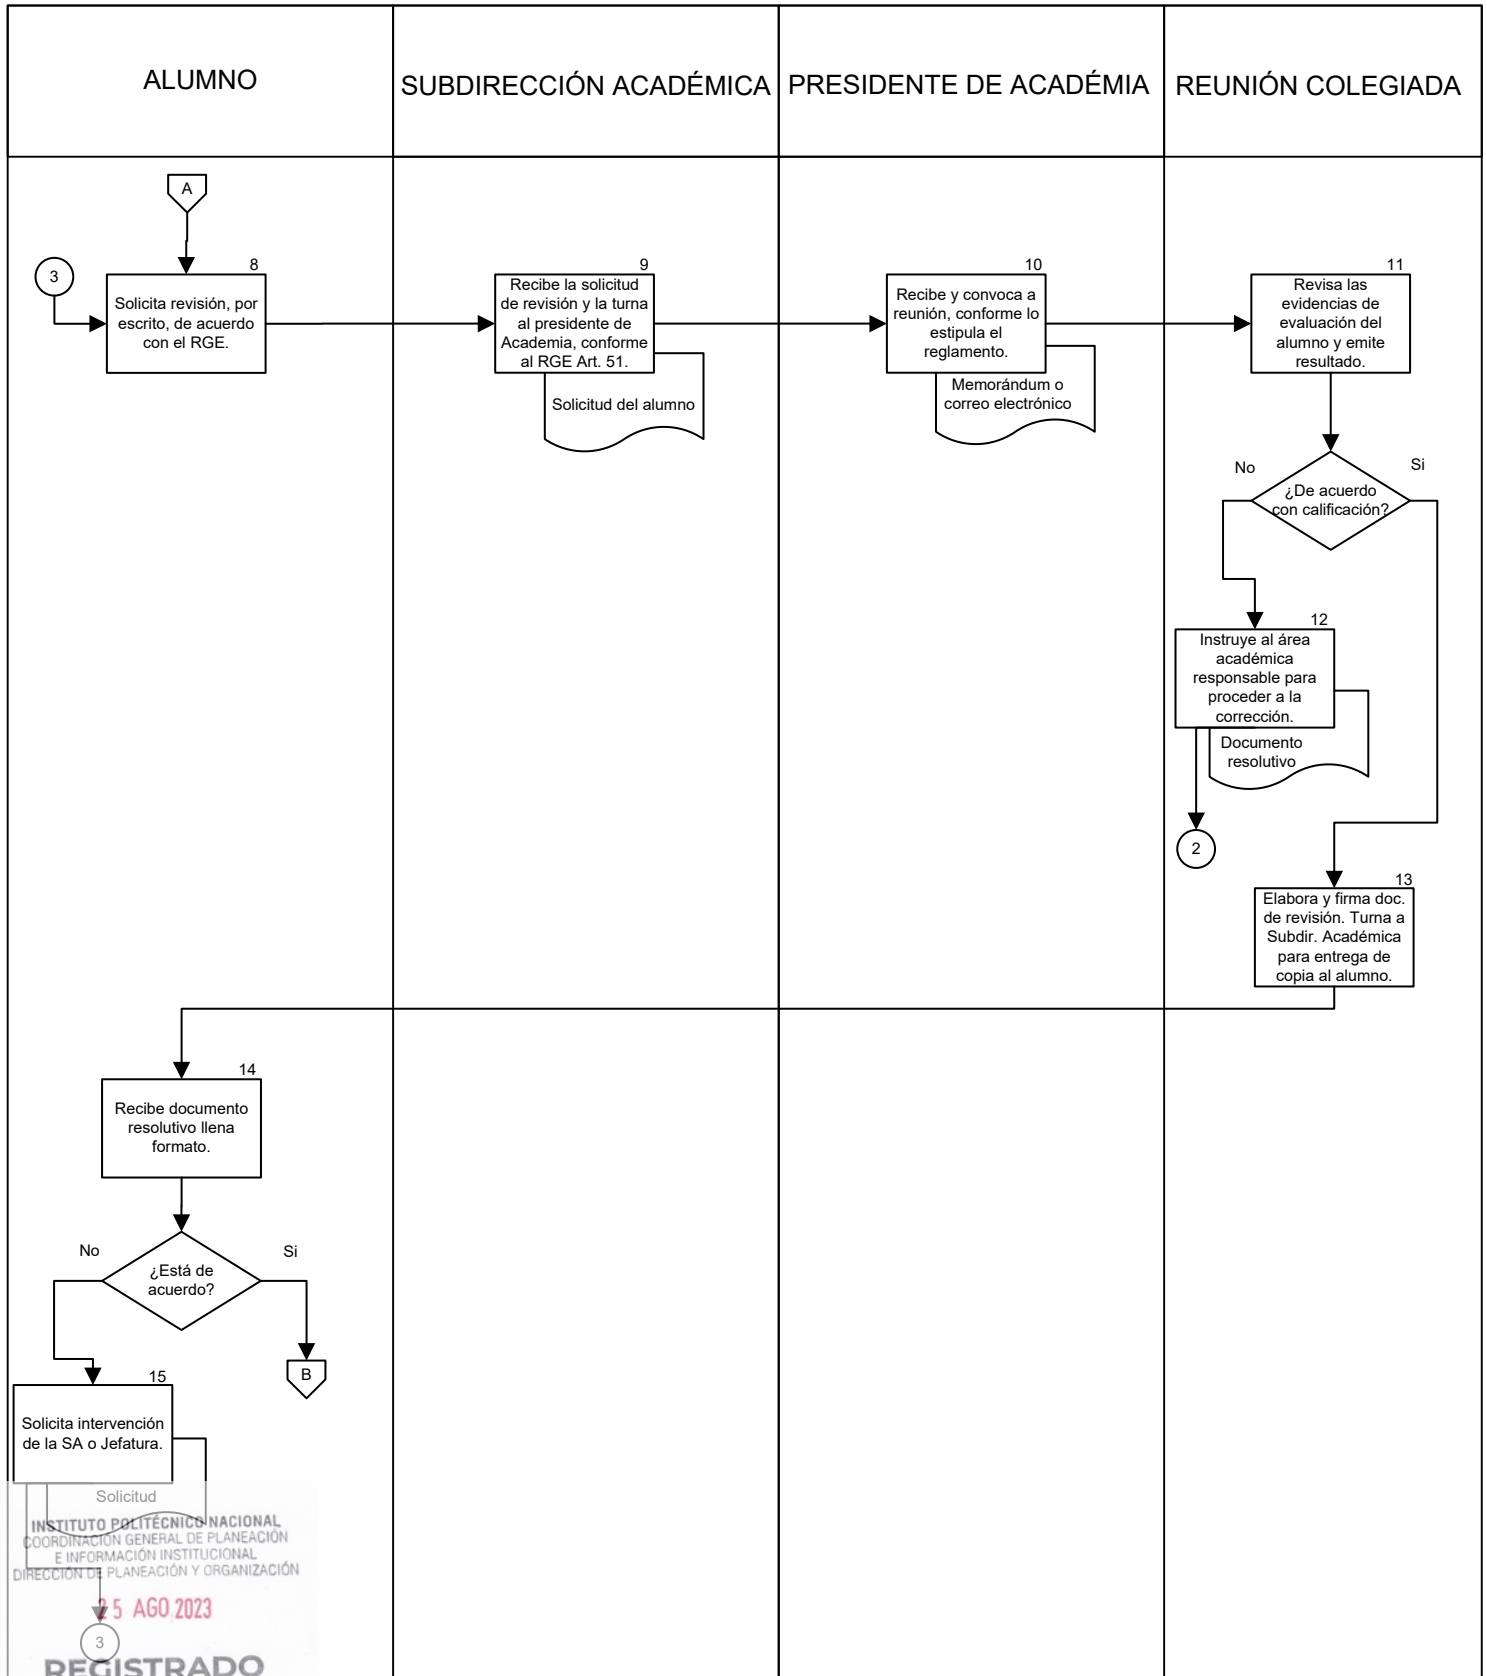 ALUMNO
SUBDIRECCIÓN ACADÉMICA
PRESIDENTE DE ACADÉMIA
REUNIÓN COLEGIADA
A
3
8
Solicita revisión, por
escrito, de acuerdo
con el RGE.
9
Recibe la solicitud
de revisión y la turna
al presidente de
Academia, conforme
al RGE Art. 51.
Solicitud del alumno
10
Recibe y convoca a
reunión, conforme lo
estipula el
reglamento.
Memorándum o
correo electrónico
11
Revisa las
evidencias de
evaluación del
alumno y emite
resultado.
No
Si
¿De acuerdo
con calificación?
12
Instruye al área
académica
responsable para
proceder a la
corrección.
Documento
resolutivo
2
13
Elabora y firma doc.
de revisión. Turna a
Subdir. Académica
para entrega de
copia al alumno.
14
Recibe documento
resolutivo llena
formato.
No
Si
¿Está de
acuerdo?
B
15
Solicita intervención
de la SA o Jefatura.
Solicitud
INSTITUTO POLITÉCNICO NACIONAL
COORDINACIÓN GENERAL DE PLANEACIÓN
E INFORMACIÓN INSTITUCIONAL
DIRECCIÓN DE PLANEACIÓN Y ORGANIZACIÓN
25 AGO 2023
3
REGISTRADO